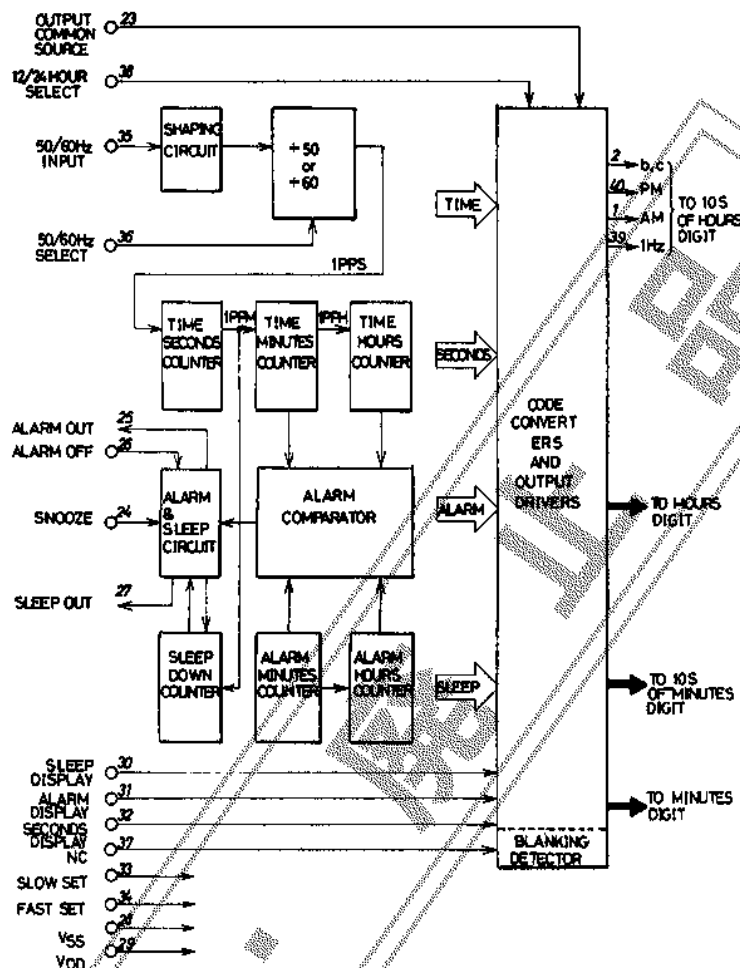 OUTPUT
COMMON
SOURCE
23
12/24 HOUR
SELECT
38
50/60Hz
INPUT
35
SHAPING
CIRCUIT
÷50
or
÷60
50/60Hz
SELECT
36
1PPS
TIME
SECONDS
COUNTER
1PPM
TIME
MINUTES
COUNTER
1PPH
TIME
HOURS
COUNTER
ALARM OUT
25
ALARM OFF
26
SNOOZE
24
ALARM
&
SLEEP
CIRCUIT
ALARM
COMPARATOR
SLEEP OUT
27
SLEEP
DOWN
COUNTER
ALARM
MINUTES
COUNTER
ALARM
HOURS
COUNTER
TIME
SECONDS
ALARM
SLEEP
CODE
CONVERT
ERS
AND
OUTPUT
DRIVERS
BLANKING
DETECTOR
2
b,c
40
PM
1
AM
39
1Hz
TO 10S
OF HOURS
DIGIT
TO HOURS
DIGIT
TO 10S
OF MINUTES
DIGIT
TO MINUTES
DIGIT
SLEEP
DISPLAY
30
ALARM
DISPLAY
31
SECONDS
DISPLAY
32
NC
37
SLOW SET
33
FAST SET
34
VSS
28
VDD
29